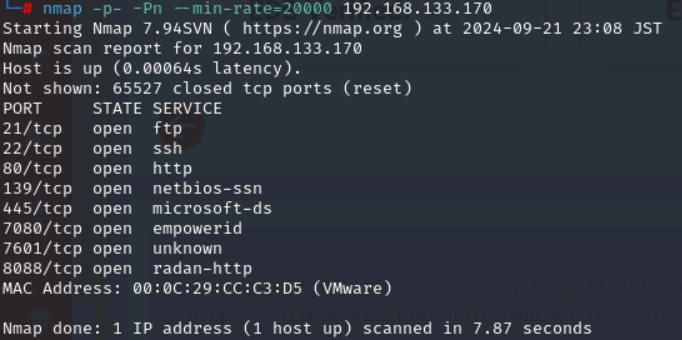 # nmap -p- -Pn --min-rate=20000 192.168.133.170
Starting Nmap 7.94SVN ( https://nmap.org ) at 2024-09-21 23:08 JST
Nmap scan report for 192.168.133.170
Host is up (0.00064s latency).
Not shown: 65527 closed tcp ports (reset)
PORT     STATE SERVICE
21/tcp   open  ftp
22/tcp   open  ssh
80/tcp   open  http
139/tcp  open  netbios-ssn
445/tcp  open  microsoft-ds
7080/tcp open  empowerid
7601/tcp open  unknown
8088/tcp open  radan-http
MAC Address: 00:0C:29:CC:C3:D5 (VMware)
Nmap done: 1 IP address (1 host up) scanned in 7.87 seconds